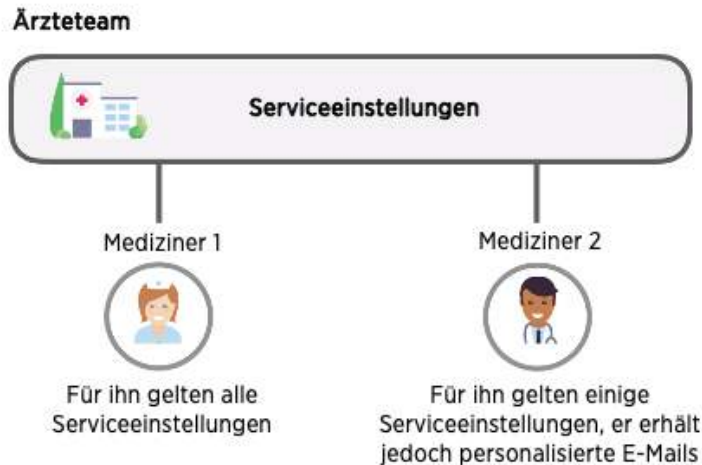 Ärzteteam
Serviceeinstellungen
Mediziner 1
Für ihn gelten alle
Serviceeinstellungen
Mediziner 2
Für ihn gelten einige
Serviceeinstellungen, er erhält
jedoch personalisierte E-Mails